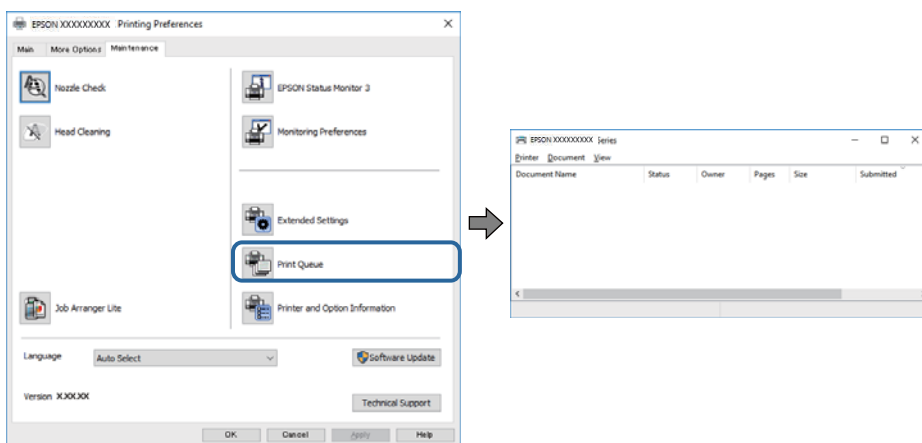 EPSON XXXXXXXXX Printing Preferences
Main More Options Maintenance
Nozzle Check
EPSON Status Monitor 3
Head Cleaning
Monitoring Preferences
Extended Settings
Print Queue
Job Arranger Lite
Printer and Option Information
Language Auto Select
Software Update
Version X.XX.XX
Technical Support
OK Cancel Apply Help
EPSON XXXXXXXXX Series
Printer Document View
Document Name Status Owner Pages Size Submitted